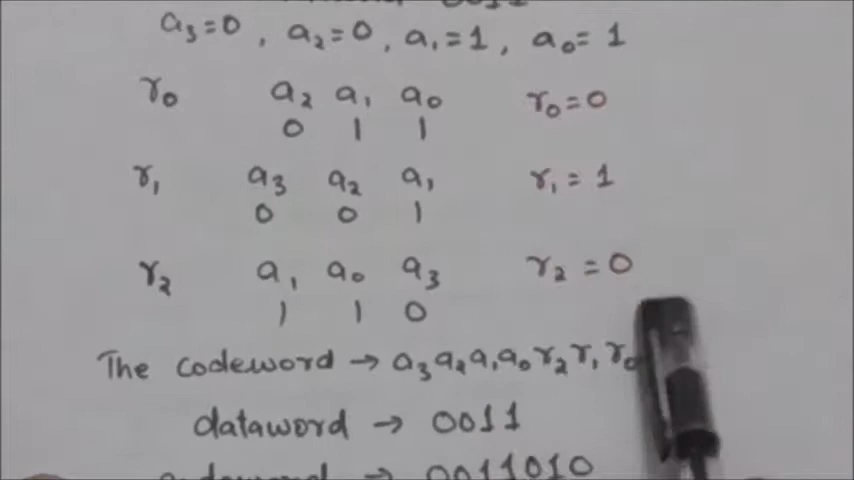 a₃=0 , a₂=0 , a₁=1 , a₀= 1
r₀ a₂ a₁ a₀ r₀=0
0 1 1
r₁ a₃ a₂ a₁ r₁ = 1
0 0 1
r₂ a₁ a₀ a₃ r₂ = 0
1 1 0
The codeword → a₃a₂a₁a₀r₂r₁r₀
dataword → 0011
codeword → 0011010